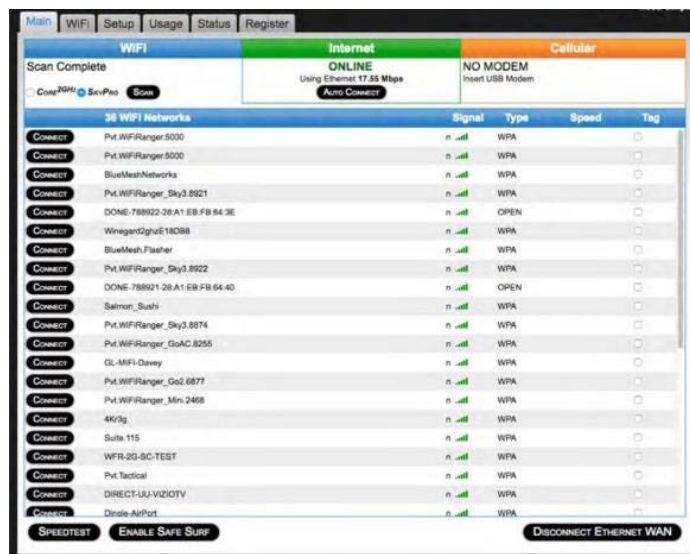 Main WiFi Setup Usage Status Register
WiFi Internet Cellular
Scan Complete ONLINE NO MODEM
Using Ethernet 17.55 Mbps Insert USB Modem
Core 2GHz SkyPro Scan Auto Connect
36 WiFi Networks Signal Type Speed Tag
Connect Pvt.WiFiRanger.5000 n WPA
Connect Pvt.WiFiRanger.5000 n WPA
Connect BlueMeshNetworks n WPA
Connect Pvt.WiFiRanger_Sky3.8921 n WPA
Connect DONE-788922-28:A1:EB:FB:64:3E n OPEN
Connect Winegard2ghzE18DB8 n WPA
Connect BlueMesh.Flasher n WPA
Connect Pvt.WiFiRanger_Sky3.8922 n WPA
Connect DONE-788921-28:A1:EB:FB:64:40 n OPEN
Connect Salmon_Sushi n WPA
Connect Pvt.WiFiRanger_Sky3.8874 n WPA
Connect Pvt.WiFiRanger_GoAC.8255 n WPA
Connect GL-MIFI-Davey n WPA
Connect Pvt.WiFiRanger_Go2.6877 n WPA
Connect Pvt.WiFiRanger_Mini.2468 n WPA
Connect 4Kr3g n WPA
Connect Suite.115 n WPA
Connect WFR-2G-SC-TEST n WPA
Connect Pvt.Tactical n WPA
Connect DIRECT-UU-VIZIOTV n WPA
Connect Dingle-AirPort n WPA
Speedtest Enable Safe Surf Disconnect Ethernet WAN